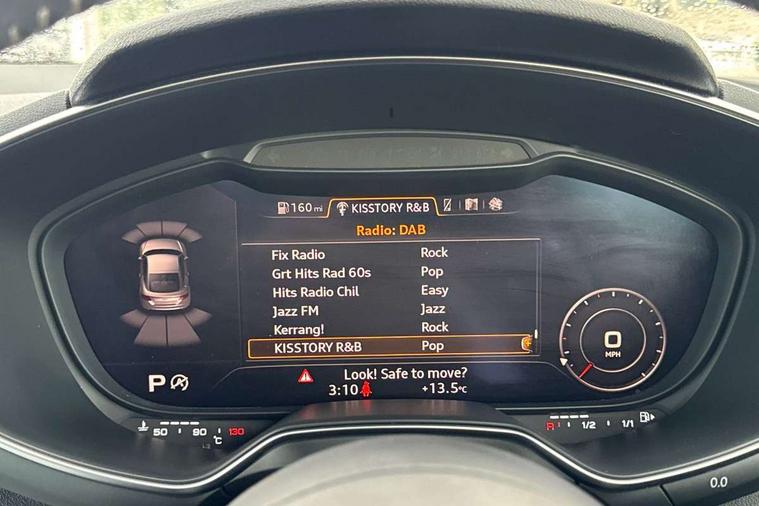 160 mi KISSTORY R&B
Radio: DAB
Fix Radio Rock
Grt Hits Rad 60s Pop
Hits Radio Chil Easy
Jazz FM Jazz
Kerrang! Rock
KISSTORY R&B Pop
0
MPH
P
Look! Safe to move?
3:10 +13.5°C
50 90 130
°C
R 1/2 1/1
0.0